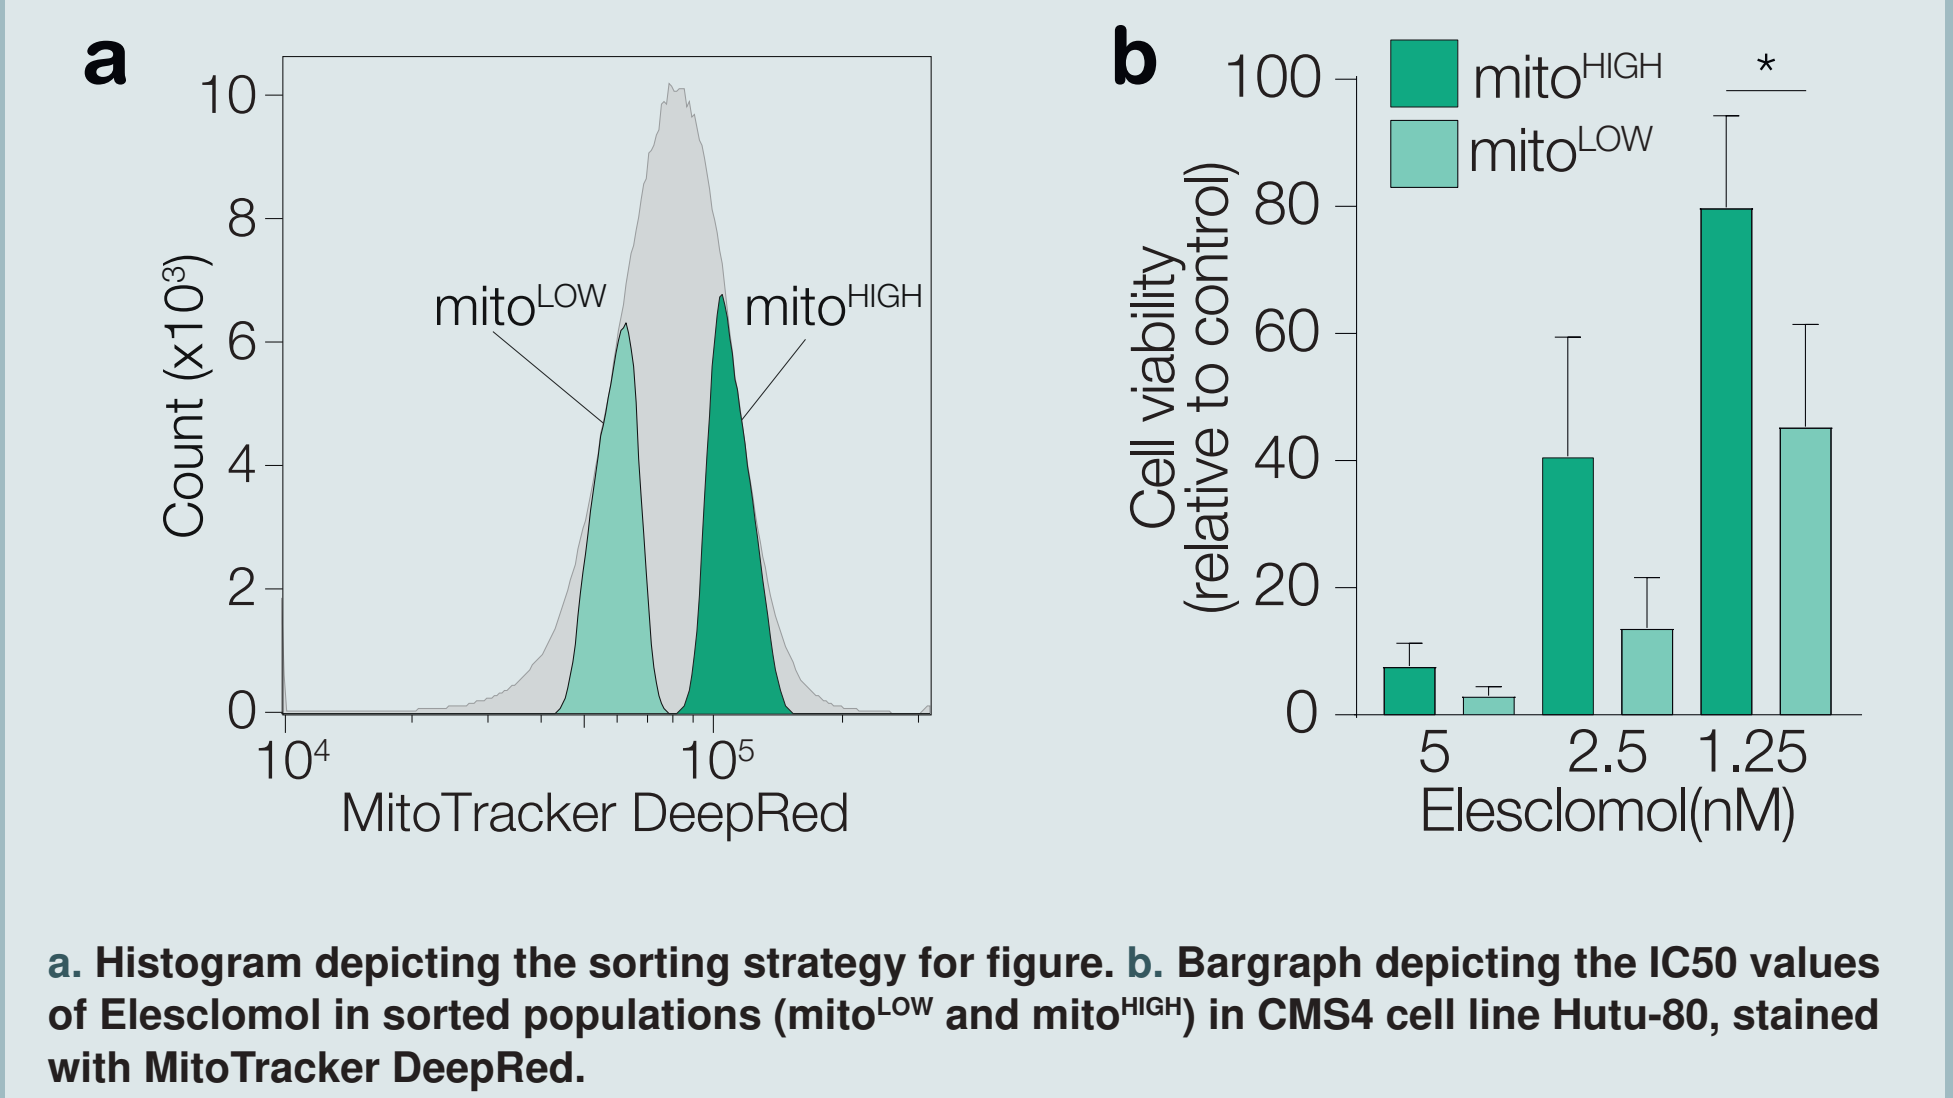 a
10
8
6
4
2
0
Count (x10³)
mitoLOW
mitoHIGH
10⁴
10⁵
MitoTracker DeepRed
b
100
80
60
40
20
0
Cell viability
(relative to control)
mitoHIGH
mitoLOW
*
5
2.5
1.25
Elesclomol(nM)
a. Histogram depicting the sorting strategy for figure. b. Bargraph depicting the IC50 values
of Elesclomol in sorted populations (mitoLOW and mitoHIGH) in CMS4 cell line Hutu-80, stained
with MitoTracker DeepRed.